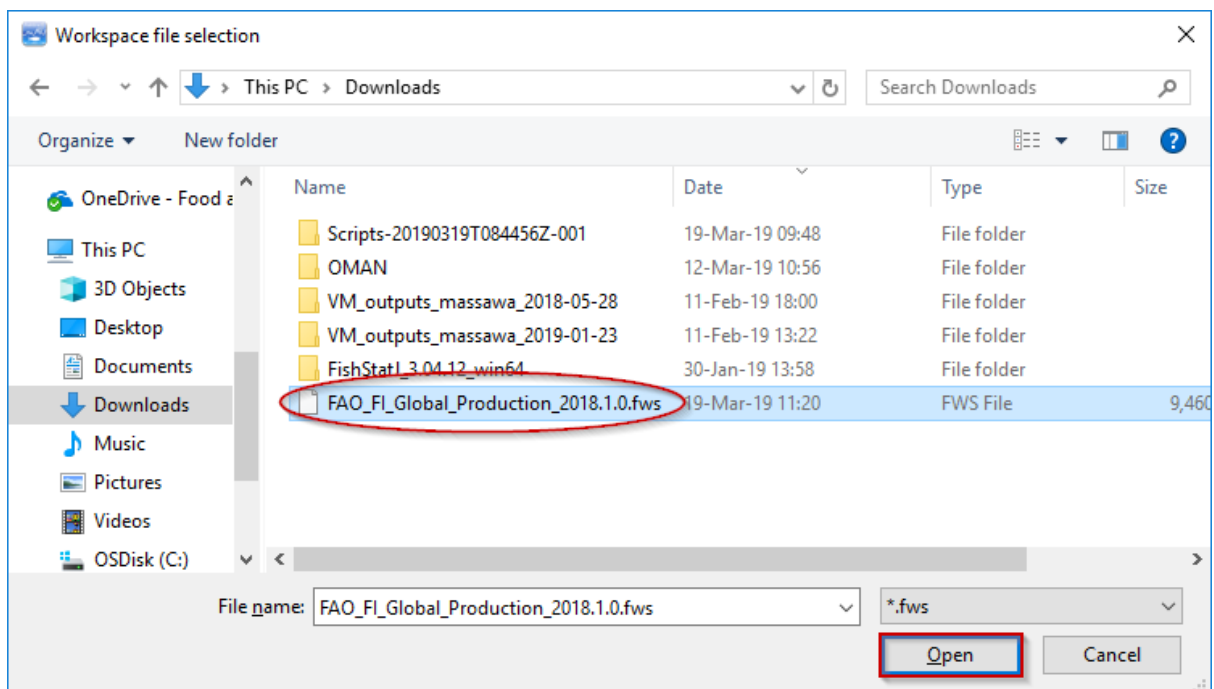 Workspace file selection
This PC > Downloads
Search Downloads
Organize
New folder
OneDrive - Food a
This PC
3D Objects
Desktop
Documents
Downloads
Music
Pictures
Videos
OSDisk (C:)
Name Date Type Size
Scripts-20190319T084456Z-001 19-Mar-19 09:48 File folder
OMAN 12-Mar-19 10:56 File folder
VM_outputs_massawa_2018-05-28 11-Feb-19 18:00 File folder
VM_outputs_massawa_2019-01-23 11-Feb-19 13:22 File folder
FishStatJ_3.04.12_win64 30-Jan-19 13:58 File folder
FAO_FI_Global_Production_2018.1.0.fws 19-Mar-19 11:20 FWS File 9,460
File name: FAO_FI_Global_Production_2018.1.0.fws
*.fws
Open
Cancel